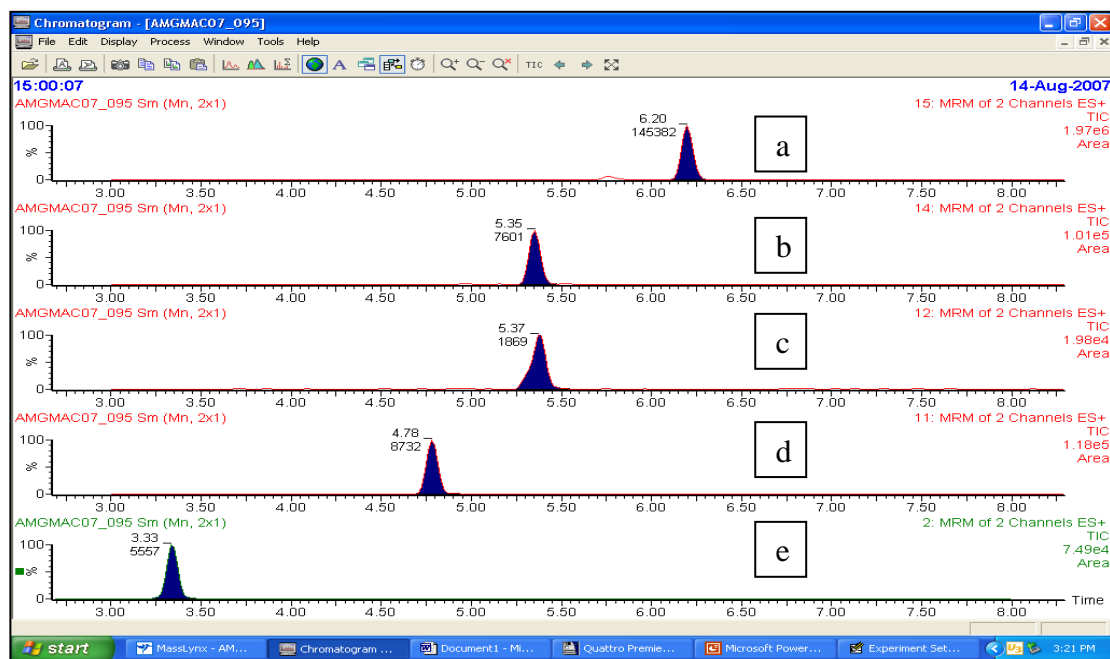 Chromatogram - [AMGMAC07_095]
File Edit Display Process Window Tools Help
TIC
15:00:07 14-Aug-2007
AMGMAC07_095 Sm (Mn, 2x1) 15: MRM of 2 Channels ES+
TIC
1.97e6
Area
100
%
0
6.20
145382
a
3.00 3.50 4.00 4.50 5.00 5.50 6.00 6.50 7.00 7.50 8.00
AMGMAC07_095 Sm (Mn, 2x1) 14: MRM of 2 Channels ES+
TIC
1.01e5
Area
100
%
0
5.35
7601
b
3.00 3.50 4.00 4.50 5.00 5.50 6.00 6.50 7.00 7.50 8.00
AMGMAC07_095 Sm (Mn, 2x1) 12: MRM of 2 Channels ES+
TIC
1.98e4
Area
100
%
0
5.37
1869
c
3.00 3.50 4.00 4.50 5.00 5.50 6.00 6.50 7.00 7.50 8.00
AMGMAC07_095 Sm (Mn, 2x1) 11: MRM of 2 Channels ES+
TIC
1.18e5
Area
100
%
0
4.78
8732
d
3.00 3.50 4.00 4.50 5.00 5.50 6.00 6.50 7.00 7.50 8.00
AMGMAC07_095 Sm (Mn, 2x1) 2: MRM of 2 Channels ES+
TIC
7.49e4
Area
100
%
0
3.33
5557
e
3.00 3.50 4.00 4.50 5.00 5.50 6.00 6.50 7.00 7.50 8.00 Time
start MassLynx - AM... Chromatogram ... Document1 - Mi... Quattro Premie... Microsoft Power... Experiment Set... 3:21 PM